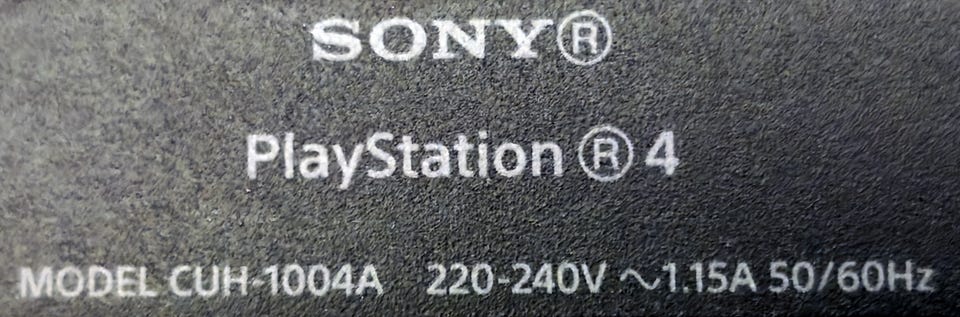 SONY®
PlayStation ®4
MODEL CUH-1004A 220-240V ~1.15A 50/60Hz